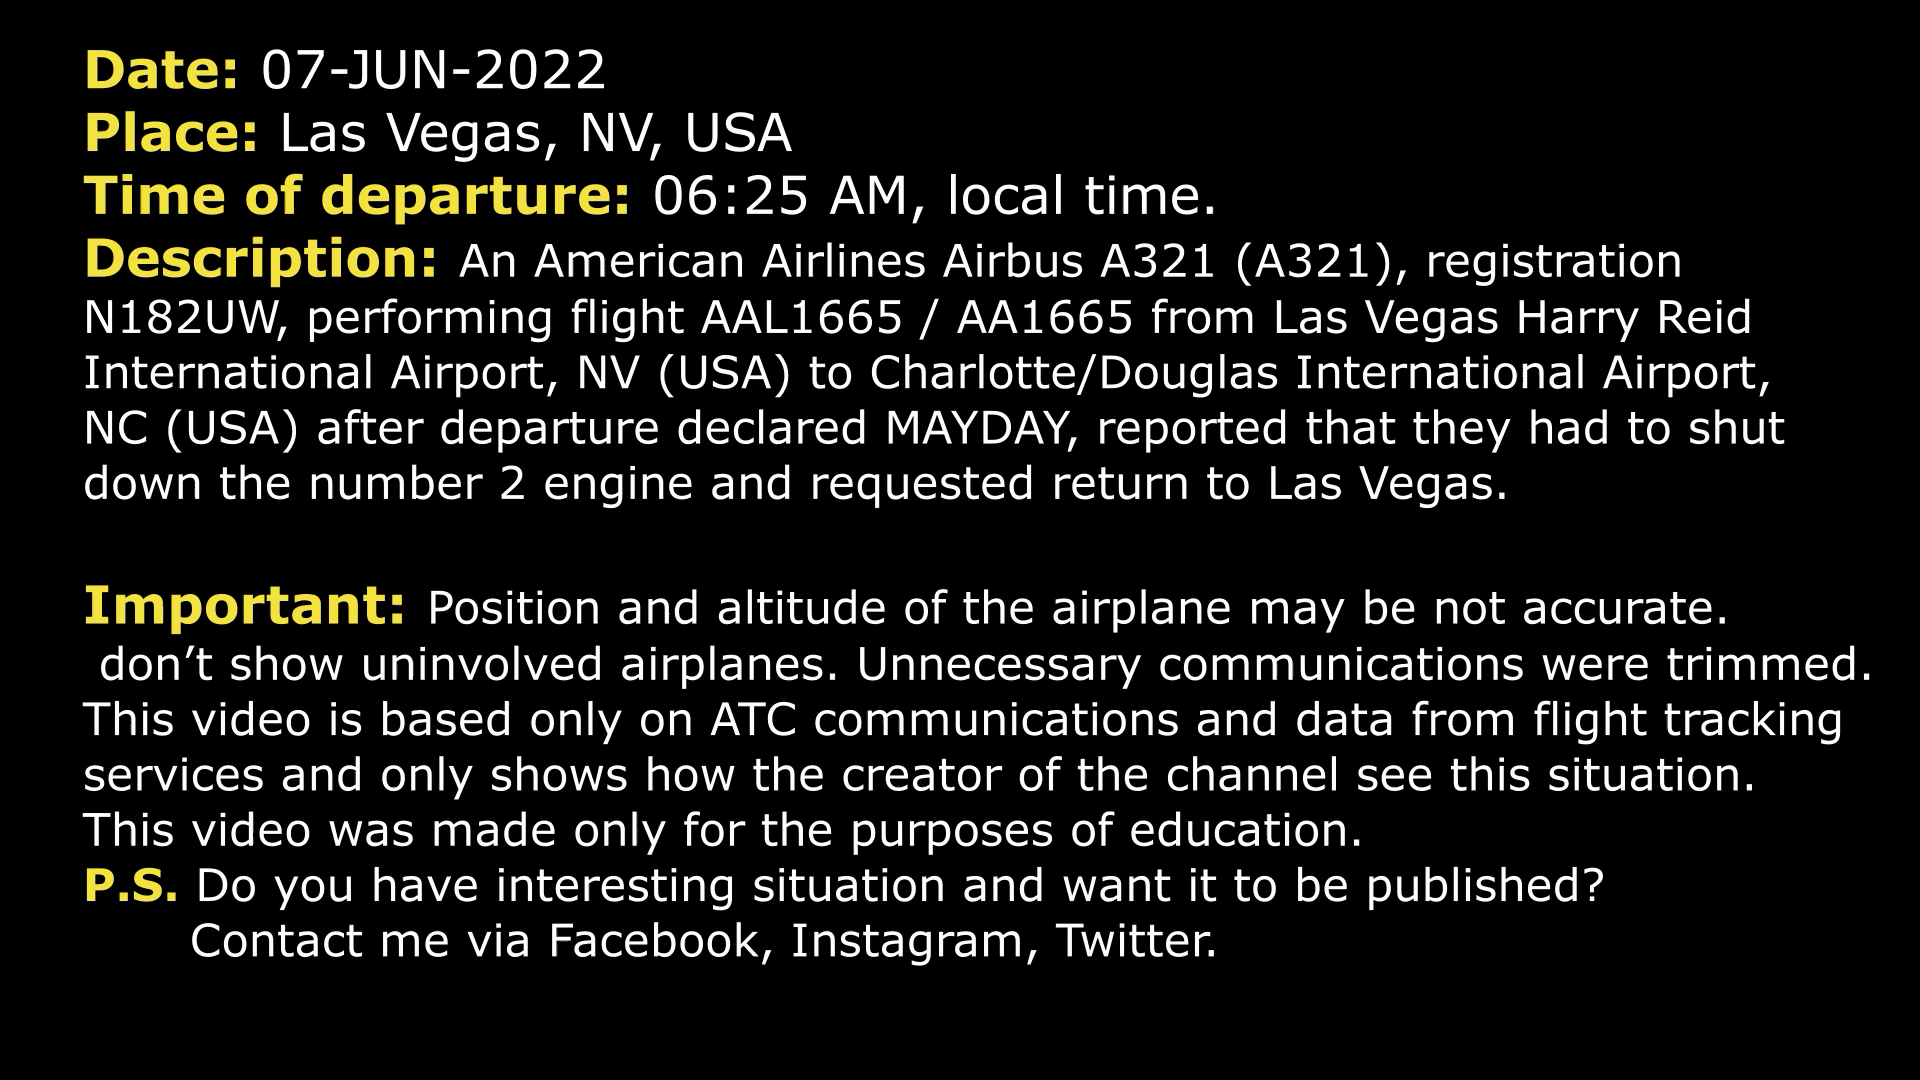 Date: 07-JUN-2022
Place: Las Vegas, NV, USA
Time of departure: 06:25 AM, local time.
Description: An American Airlines Airbus A321 (A321), registration
N182UW, performing flight AAL1665 / AA1665 from Las Vegas Harry Reid
International Airport, NV (USA) to Charlotte/Douglas International Airport,
NC (USA) after departure declared MAYDAY, reported that they had to shut
down the number 2 engine and requested return to Las Vegas.
Important: Position and altitude of the airplane may be not accurate.
don’t show uninvolved airplanes. Unnecessary communications were trimmed.
This video is based only on ATC communications and data from flight tracking
services and only shows how the creator of the channel see this situation.
This video was made only for the purposes of education.
P.S. Do you have interesting situation and want it to be published?
Contact me via Facebook, Instagram, Twitter.